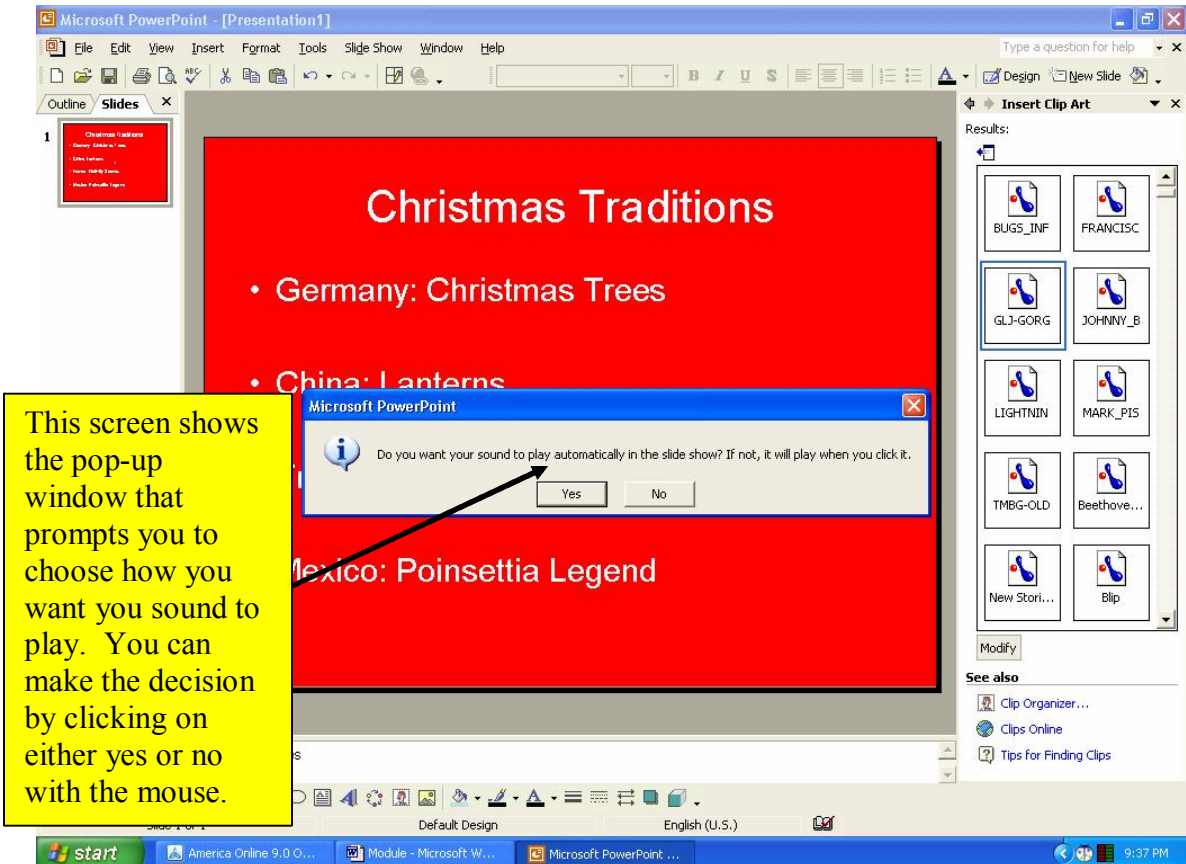 Microsoft PowerPoint - [Presentation1]
File Edit View Insert Format Tools Slide Show Window Help
Type a question for help
B I U S A Design New Slide
Outline Slides
Insert Clip Art
Results:
1
Christmas Traditions
BUGS_INF FRANCISC
• Germany: Christmas Trees
GLJ-GORG JOHNNY_B
• China: Lanterns
LIGHTNIN MARK_PIS
Microsoft PowerPoint
Do you want your sound to play automatically in the slide show? If not, it will play when you click it.
Yes No
TMBG-OLD Beethove...
Mexico: Poinsettia Legend
New Stori... Blip
This screen shows
the pop-up
window that
prompts you to
choose how you
want you sound to
play. You can
make the decision
by clicking on
either yes or no
with the mouse.
Modify
See also
Clip Organizer...
Clips Online
Tips for Finding Clips
Default Design English (U.S.)
start America Online 9.0 O... Module - Microsoft W... Microsoft PowerPoint ... 9:37 PM